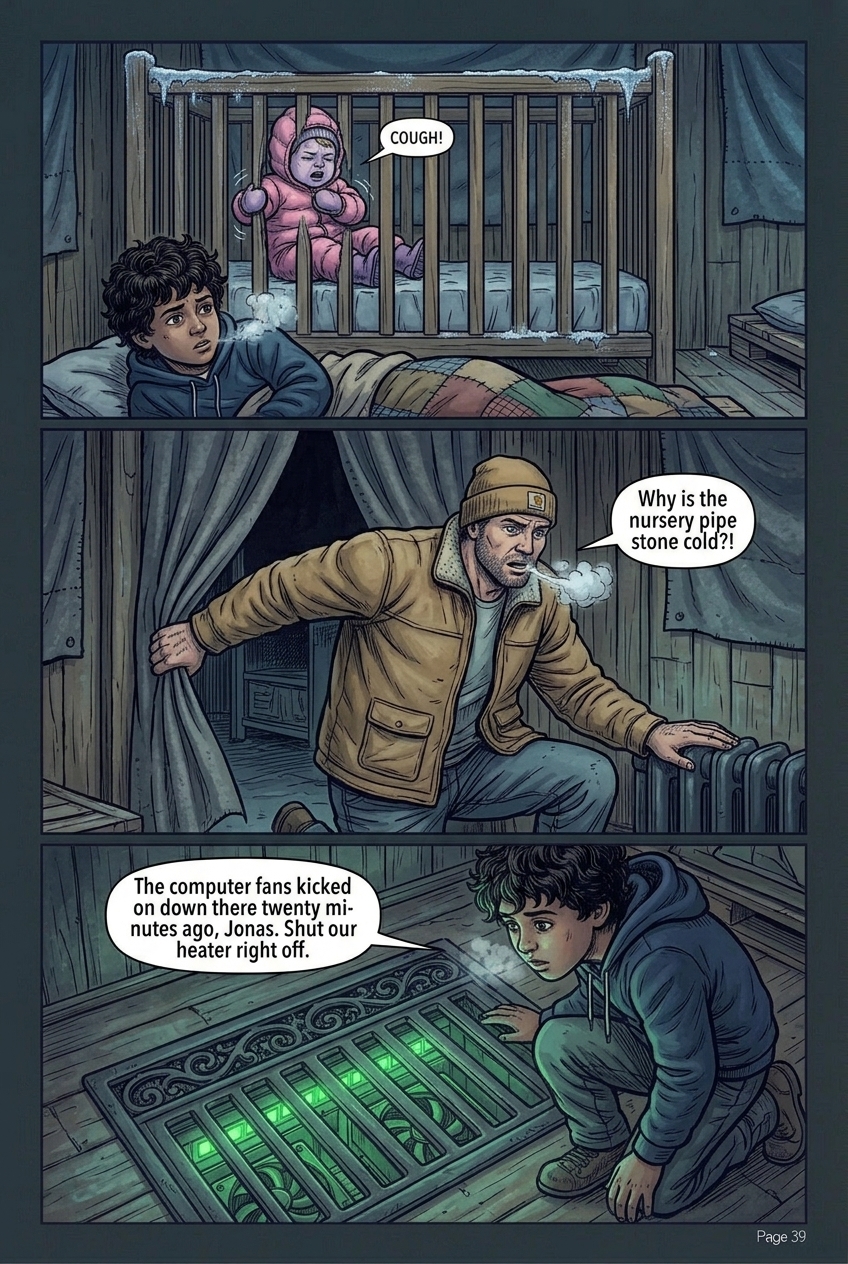 COUGH!
Why is the
nursery pipe
stone cold?!
The computer fans kicked
on down there twenty mi-
nutes ago, Jonas. Shut our
heater right off.
Page 39